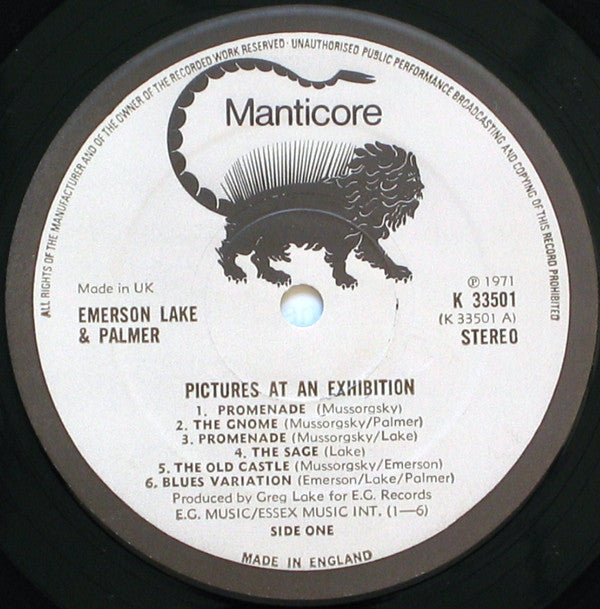 ALL RIGHTS OF THE MANUFACTURER AND OF THE OWNER OF THE RECORDED WORK RESERVED · UNAUTHORISED PUBLIC PERFORMANCE BROADCASTING AND COPYING OF THIS RECORD PROHIBITED
Manticore
Made in UK
EMERSON LAKE
& PALMER
℗ 1971
K 33501
(K 33501 A)
STEREO
PICTURES AT AN EXHIBITION
1. PROMENADE (Mussorgsky)
2. THE GNOME (Mussorgsky/Palmer)
3. PROMENADE (Mussorgsky/Lake)
4. THE SAGE (Lake)
5. THE OLD CASTLE (Mussorgsky/Emerson)
6. BLUES VARIATION (Emerson/Lake/Palmer)
Produced by Greg Lake for E.G. Records
E.G. MUSIC/ESSEX MUSIC INT. (1—6)
SIDE ONE
MADE IN ENGLAND